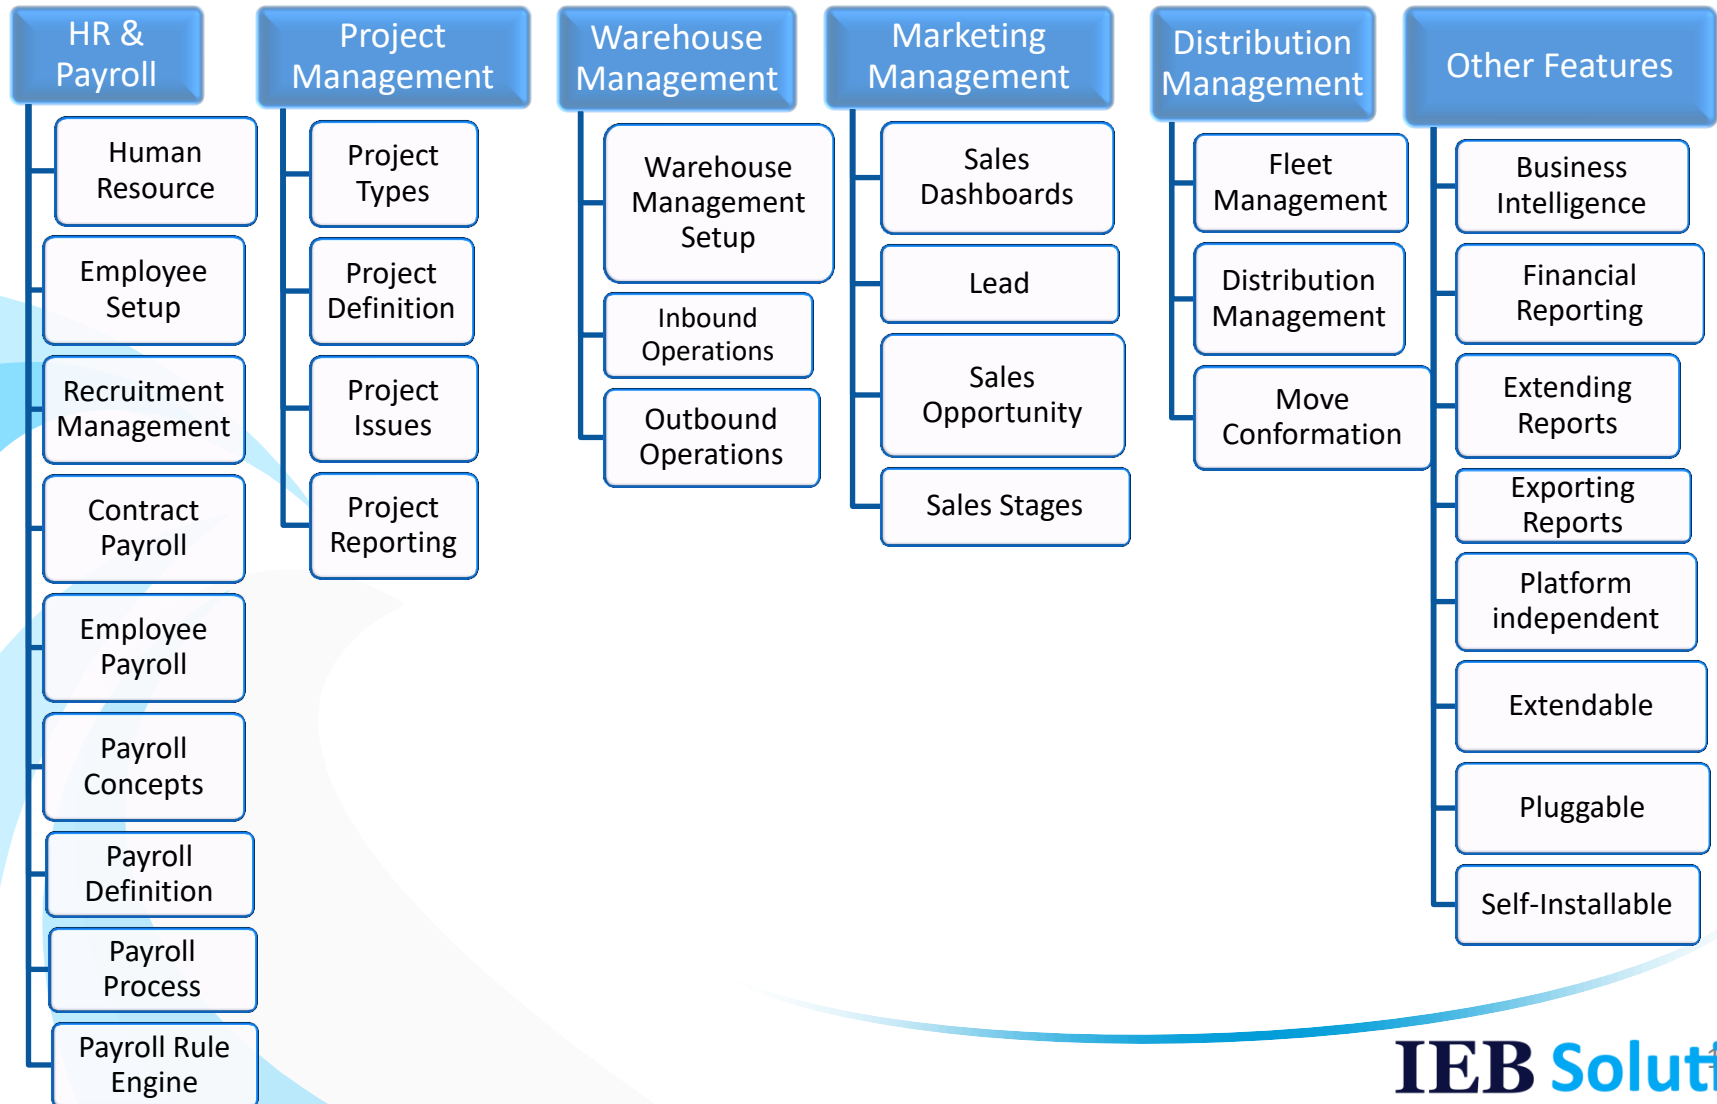 HR &
Payroll
Human
Resource
Employee
Setup
Recruitment
Management
Contract
Payroll
Employee
Payroll
Payroll
Concepts
Payroll
Definition
Payroll
Process
Payroll Rule
Engine
Project
Management
Project
Types
Project
Definition
Project
Issues
Project
Reporting
Warehouse
Management
Warehouse
Management
Setup
Inbound
Operations
Outbound
Operations
Marketing
Management
Sales
Dashboards
Lead
Sales
Opportunity
Sales Stages
Distribution
Management
Fleet
Management
Distribution
Management
Move
Conformation
Other Features
Business
Intelligence
Financial
Reporting
Extending
Reports
Exporting
Reports
Platform
independent
Extendable
Pluggable
Self-Installable
IEB Soluti